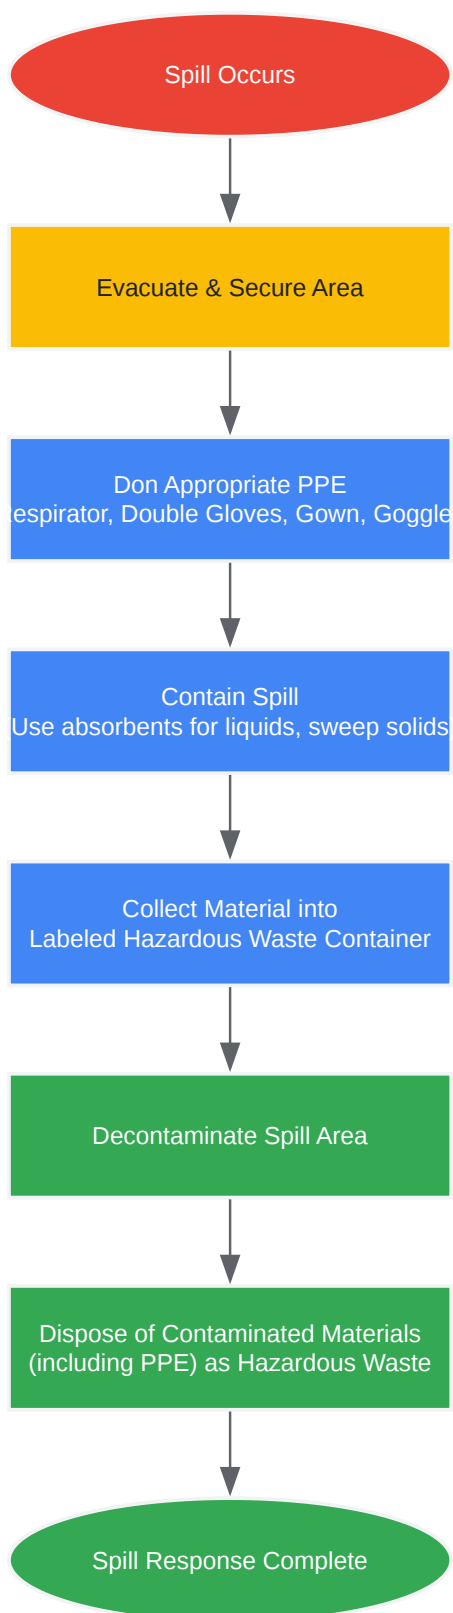 Spill Occurs
Evacuate & Secure Area
Don Appropriate PPE
Respirator, Double Gloves, Gown, Goggle
Contain Spill
Use absorbents for liquids, sweep solids
Collect Material into
Labeled Hazardous Waste Container
Decontaminate Spill Area
Dispose of Contaminated Materials
(including PPE) as Hazardous Waste
Spill Response Complete